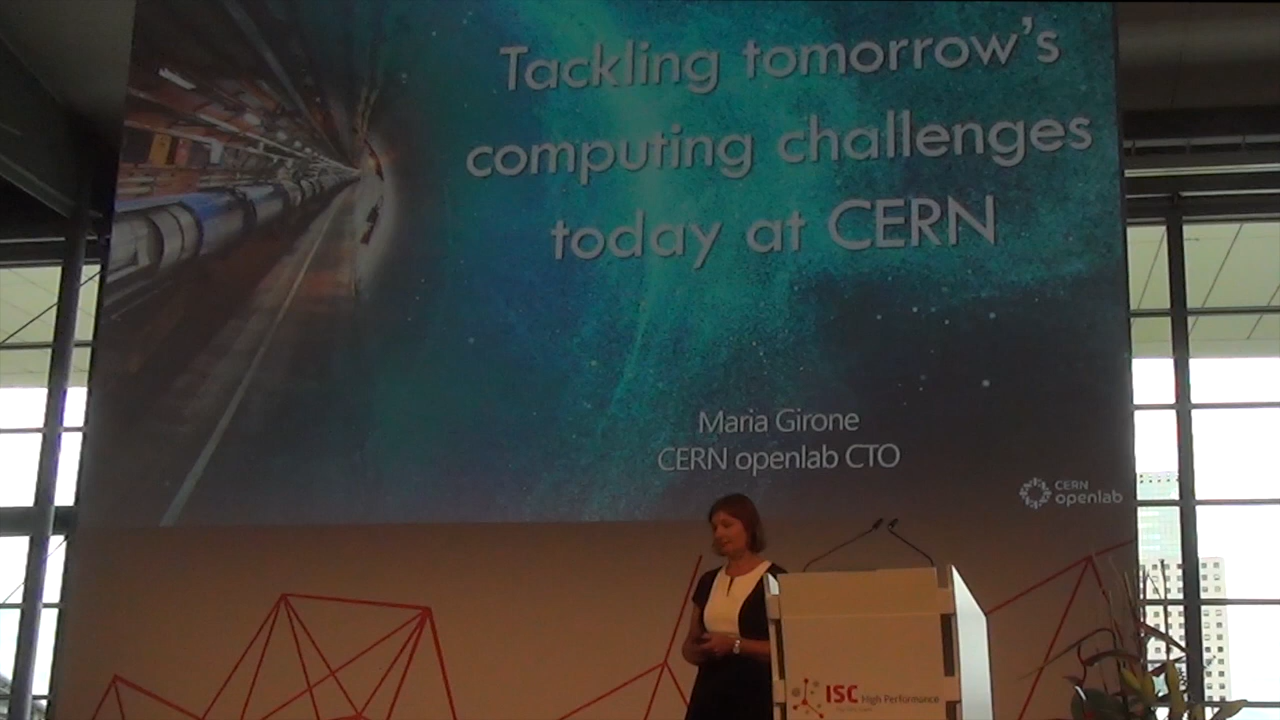 Tackling tomorrow's
computing challenges
today at CERN
Maria Girone
CERN openlab CTO
CERN
openlab
ISC High Performance